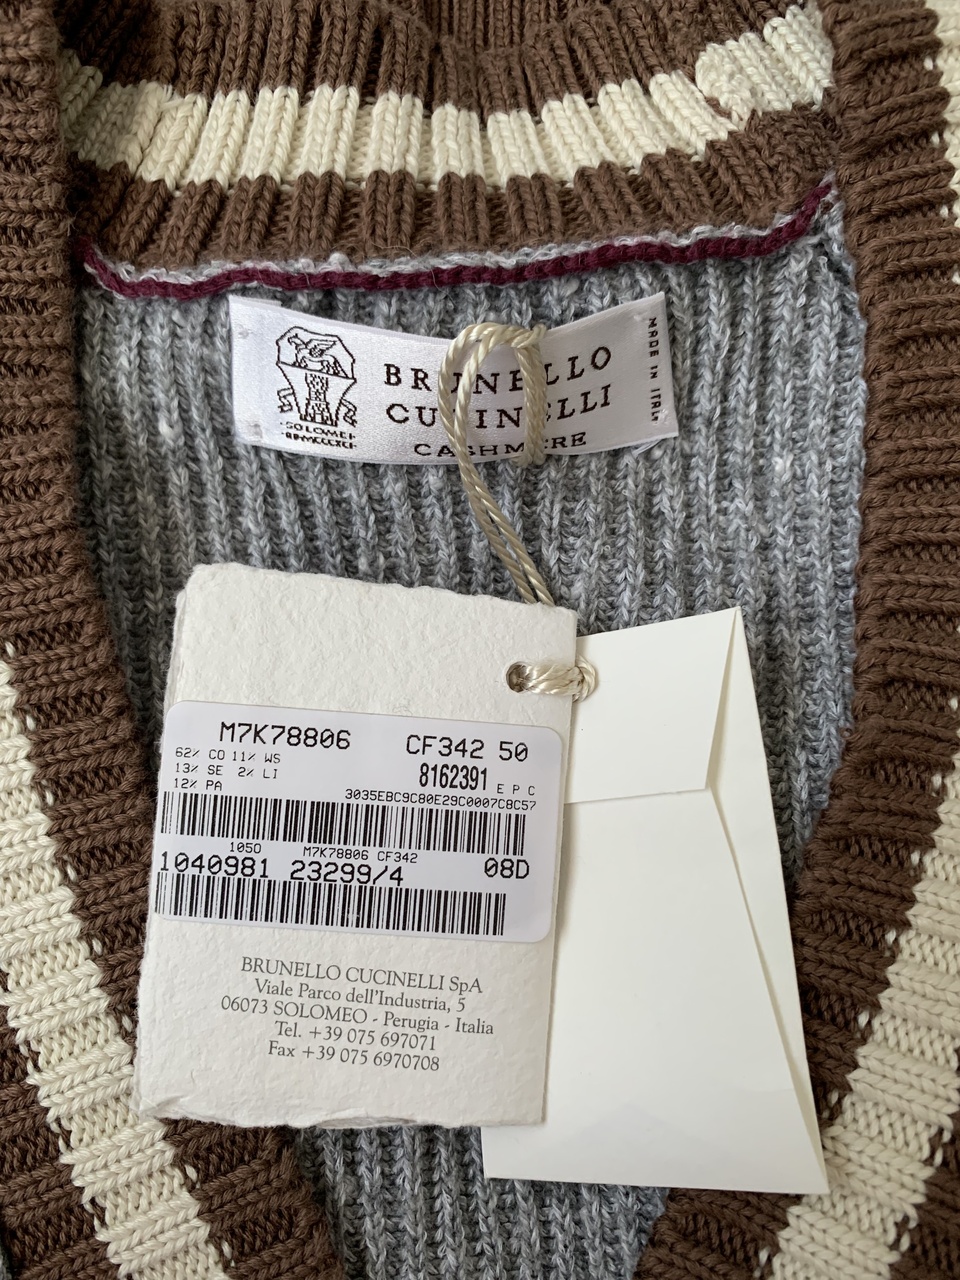 BRUNELLO
CUCINELLI
CASHMERE
MADE IN ITALY
·SOLOMEI·
M7K78806 CF342 50
62% CO 11% WS
13% SE 2% LI
12% PA
8162391 E P C
3035EBC9C80E29C0007C8C57
1050 M7K78806 CF342
1040981 23299/4 08D
BRUNELLO CUCINELLI SpA
Viale Parco dell'Industria, 5
06073 SOLOMEO - Perugia - Italia
Tel. +39 075 697071
Fax +39 075 6970708